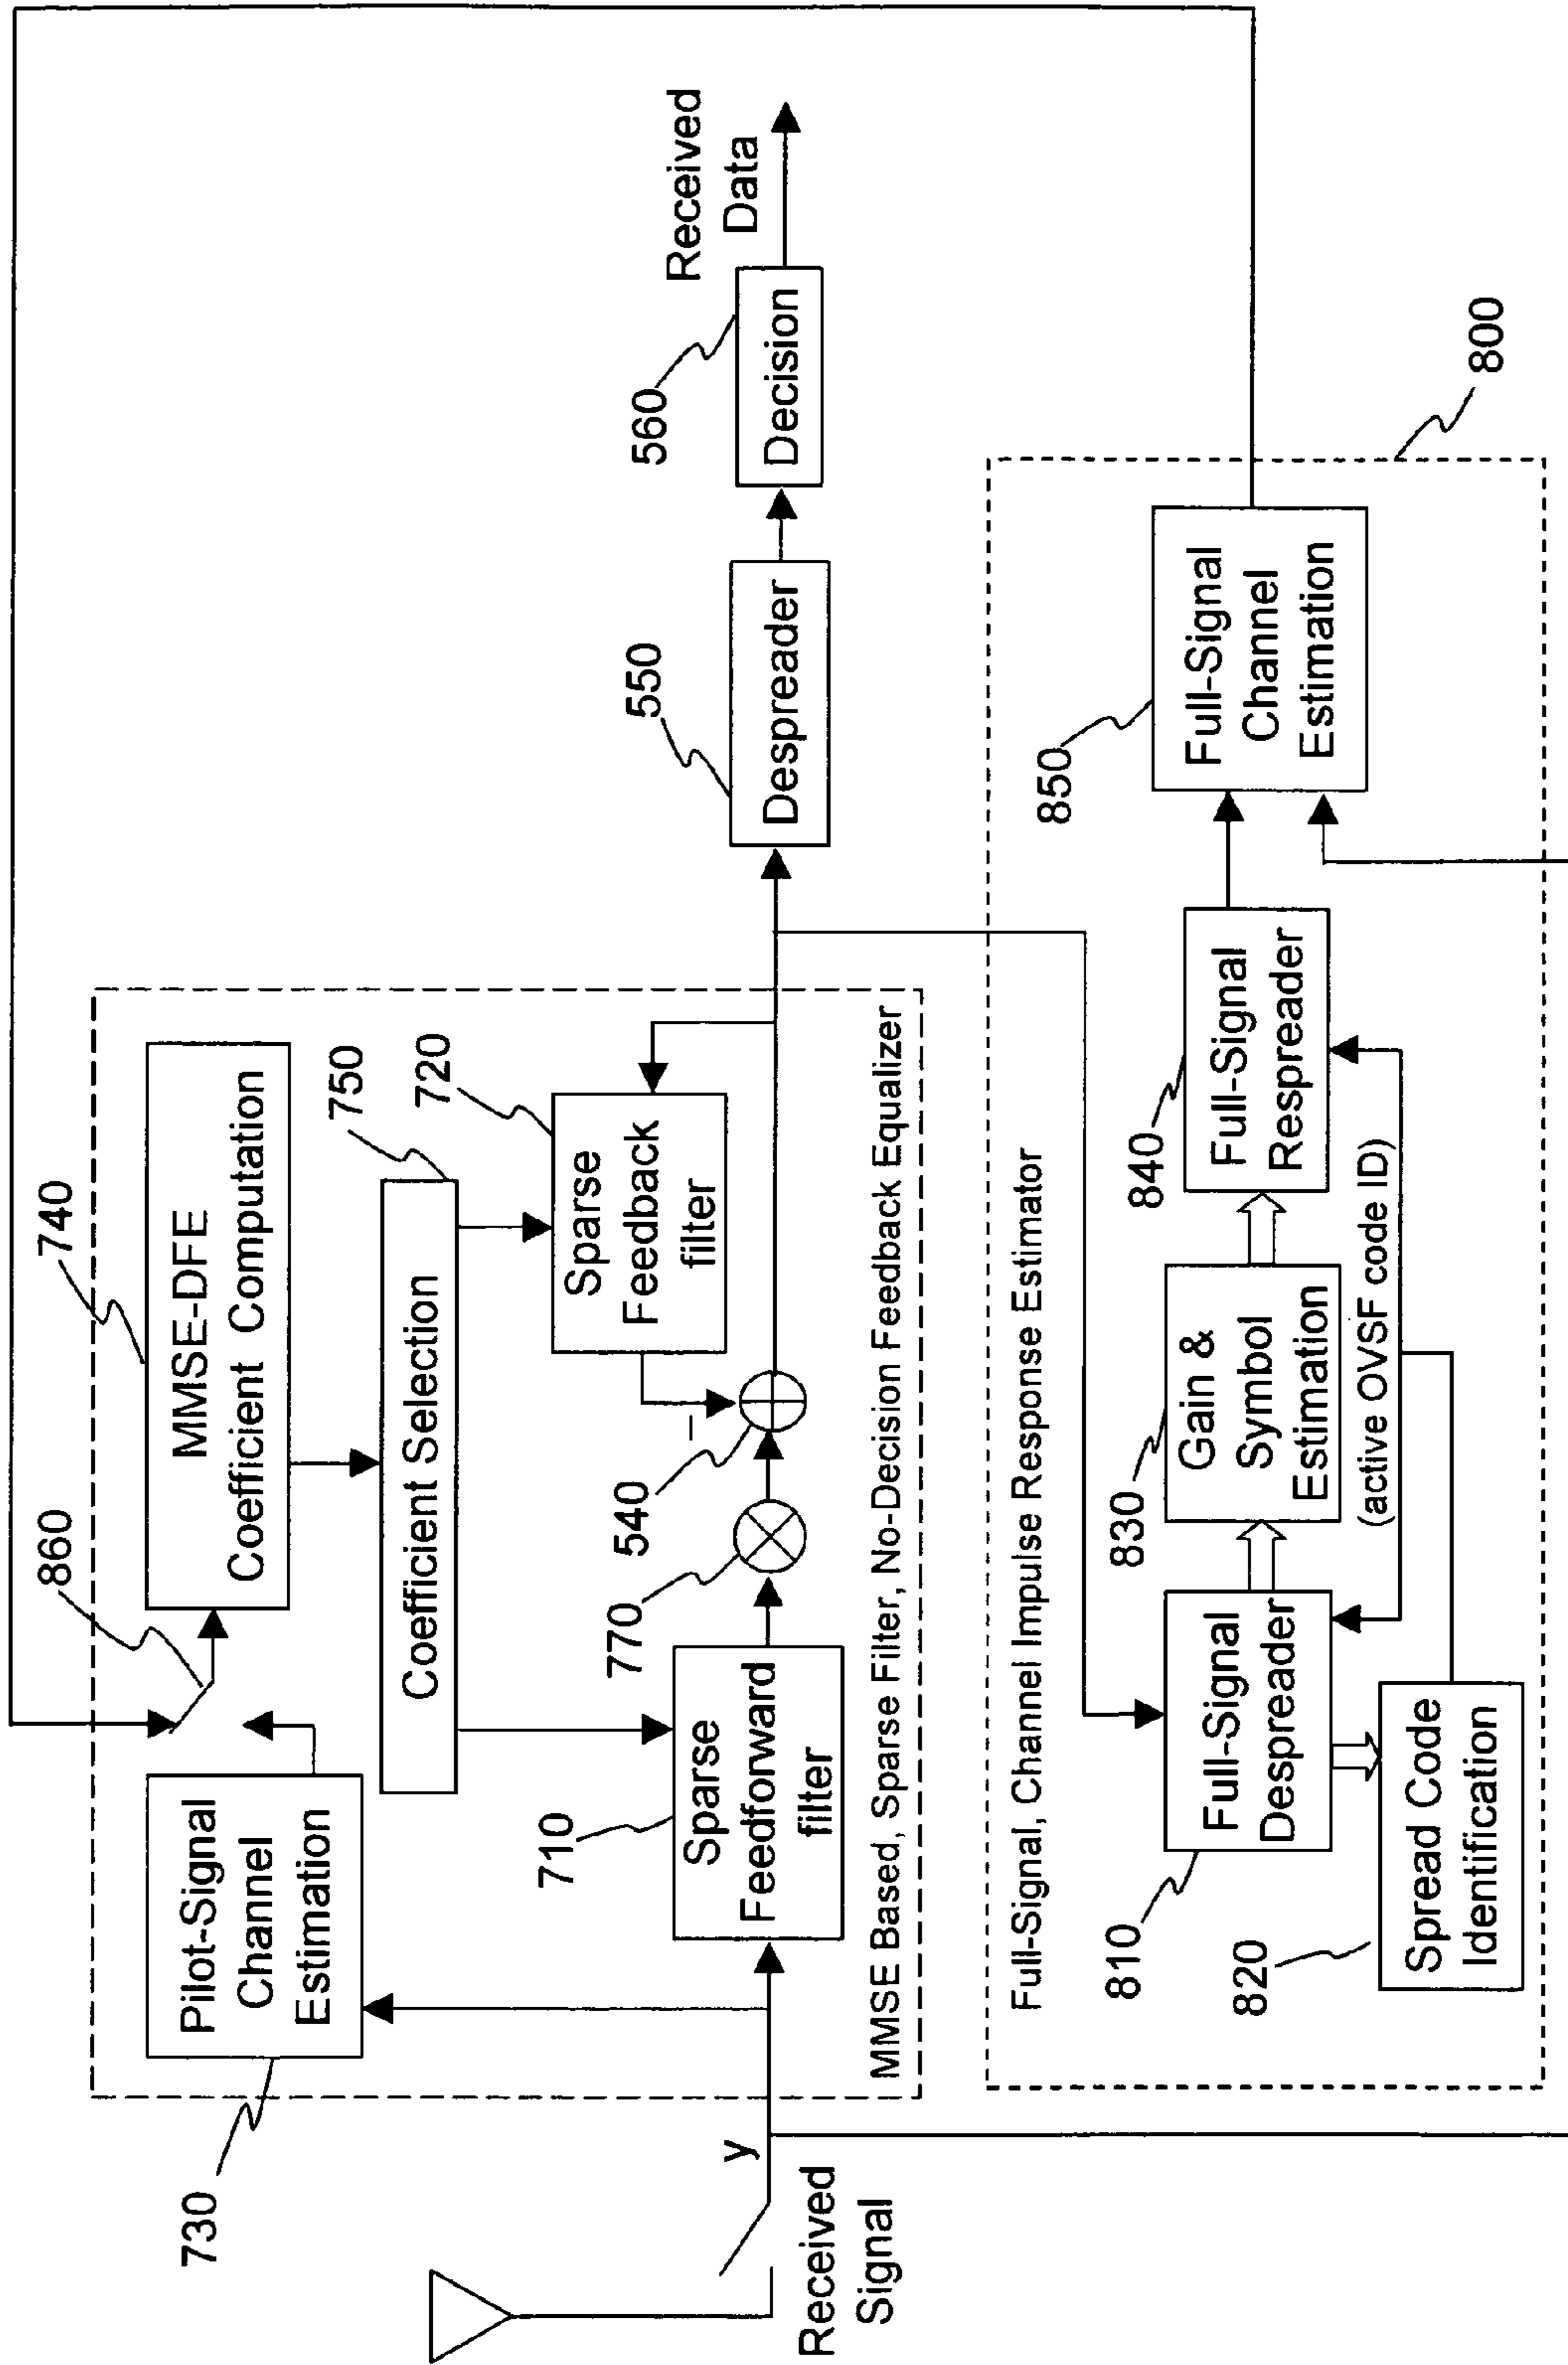 860
740
730
Pilot-Signal
Channel
Estimation
MMSE-DFE
Coefficient Computation
750
Coefficient Selection
720
Sparse
Feedback
filter
710
Sparse
Feedforward
filter
770
540
−
550
Despreader
560
Decision
Received
Data
y
Received
Signal
MMSE Based, Sparse Filter, No-Decision Feedback Equalizer
Full-Signal, Channel Impulse Response Estimator
800
810
Full-Signal
Despreader
830
Gain &
Symbol
Estimation
840
Full-Signal
Respreader
850
Full-Signal
Channel
Estimation
(active OVSF code ID)
820
Spread Code
Identification